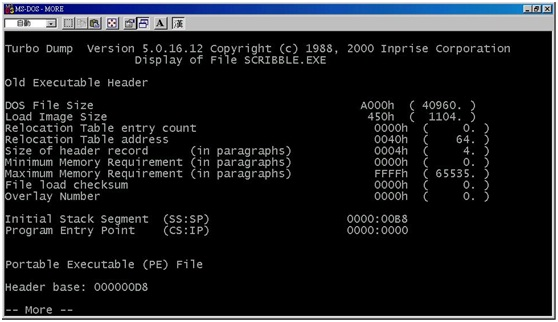 MS-DOS - MORE
自動
A
漢
Turbo Dump  Version 5.0.16.12 Copyright (c) 1988, 2000 Inprise Corporation
Display of File SCRIBBLE.EXE
Old Executable Header
DOS File Size                                    A000h  ( 40960. )
Load Image Size                                   450h  (  1104. )
Relocation Table entry count                     0000h  (     0. )
Relocation Table address                         0040h  (    64. )
Size of header record      (in paragraphs)       0004h  (     4. )
Minimum Memory Requirement (in paragraphs)       0000h  (     0. )
Maximum Memory Requirement (in paragraphs)       FFFFh  ( 65535. )
File load checksum                               0000h  (     0. )
Overlay Number                                   0000h  (     0. )
Initial Stack Segment  (SS:SP)                   0000:00B8
Program Entry Point    (CS:IP)                   0000:0000
Portable Executable (PE) File
Header base: 000000D8
-- More --